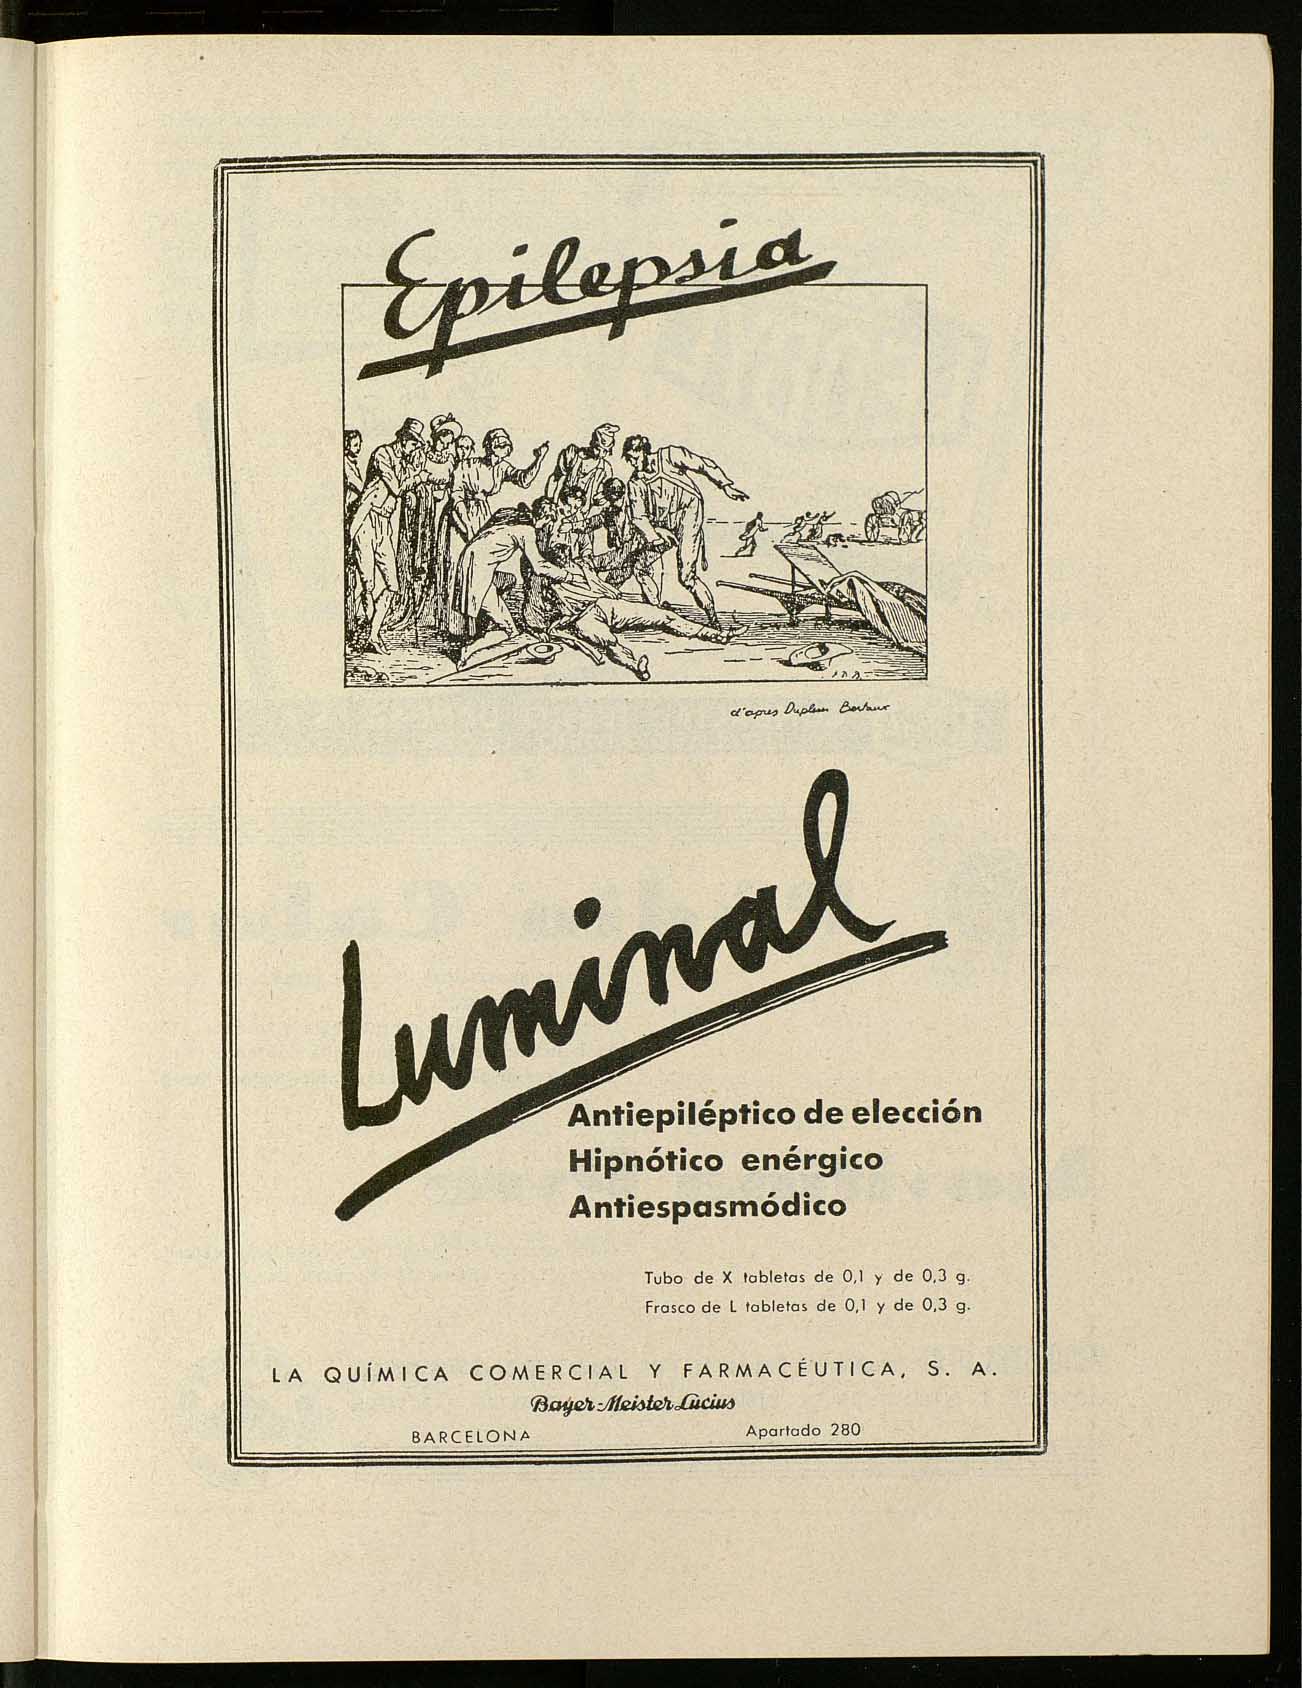 Epilepsia
d'apres Duplessi Bertaux
Luminal
Antiepiléptico de elección
Hipnótico enérgico
Antiespasmódico
Tubo de X tabletas de 0,1 y de 0,3 g.
Frasco de L tabletas de 0,1 y de 0,3 g.
LA QUÍMICA COMERCIAL Y FARMACÉUTICA, S. A.
Bayer-Meister Lucius
BARCELONA Apartado 280